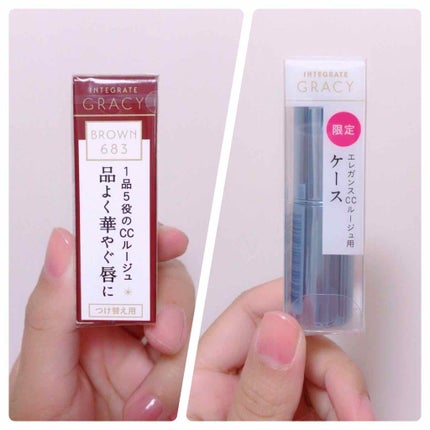 INTEGRATE
GRACY
BROWN
683
1品5役のCCルージュ
品よく華やぐ唇に
つけ替え用
INTEGRATE
GRACY
限定
エレガンスCCルージュ用
ケース